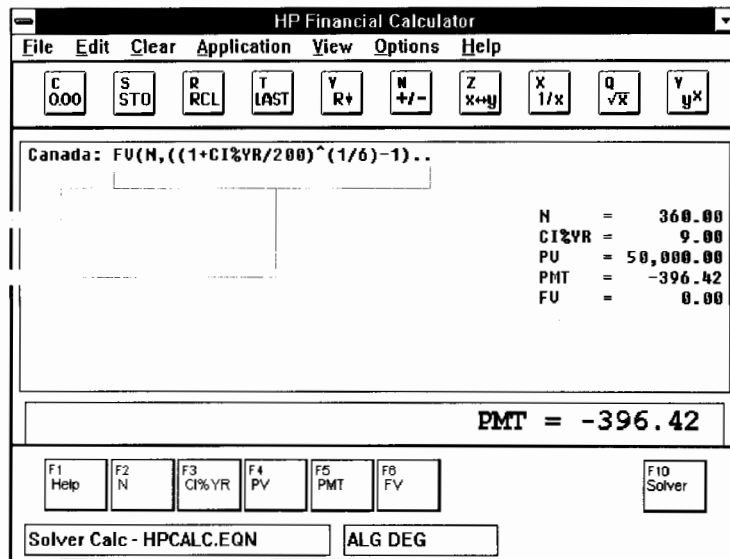 HP Financial Calculator
File Edit Clear Application View Options Help
C S R T Y N Z X Q Y
0.00 STO RCL LAST R↓ +/- x↔y 1/x √x y^x
Canada: FV(N,((1+CI%YR/200)^(1/6)-1)..
N = 360.00
CI%YR = 9.00
PV = 50,000.00
PMT = -396.42
FV = 0.00
PMT = -396.42
F1 F2 F3 F4 F5 F6 F10
Help N CI%YR PV PMT FV Solver
Solver Calc - HPCALC.EQN ALG DEG